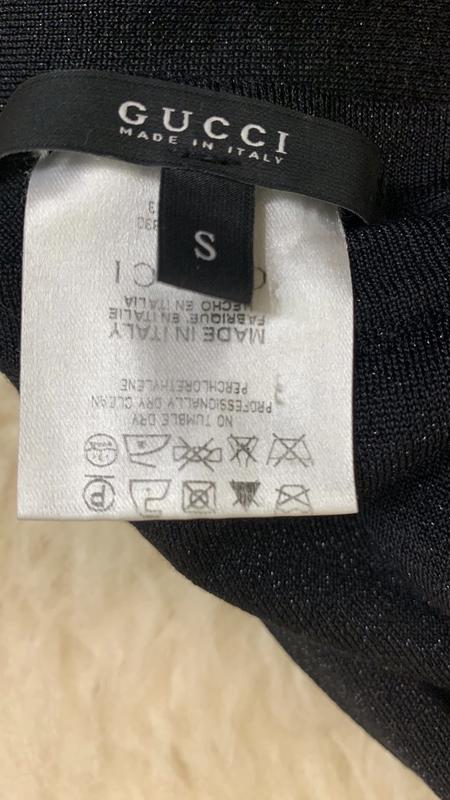 GUCCI
MADE IN ITALY
S
MADE IN ITALY
FABRIQUE' EN ITALIE
HECHO EN ITALIA
NO TUMBLE DRY
PROFESSIONALLY DRY CLEAN
PERCHLORETHYLENE
P